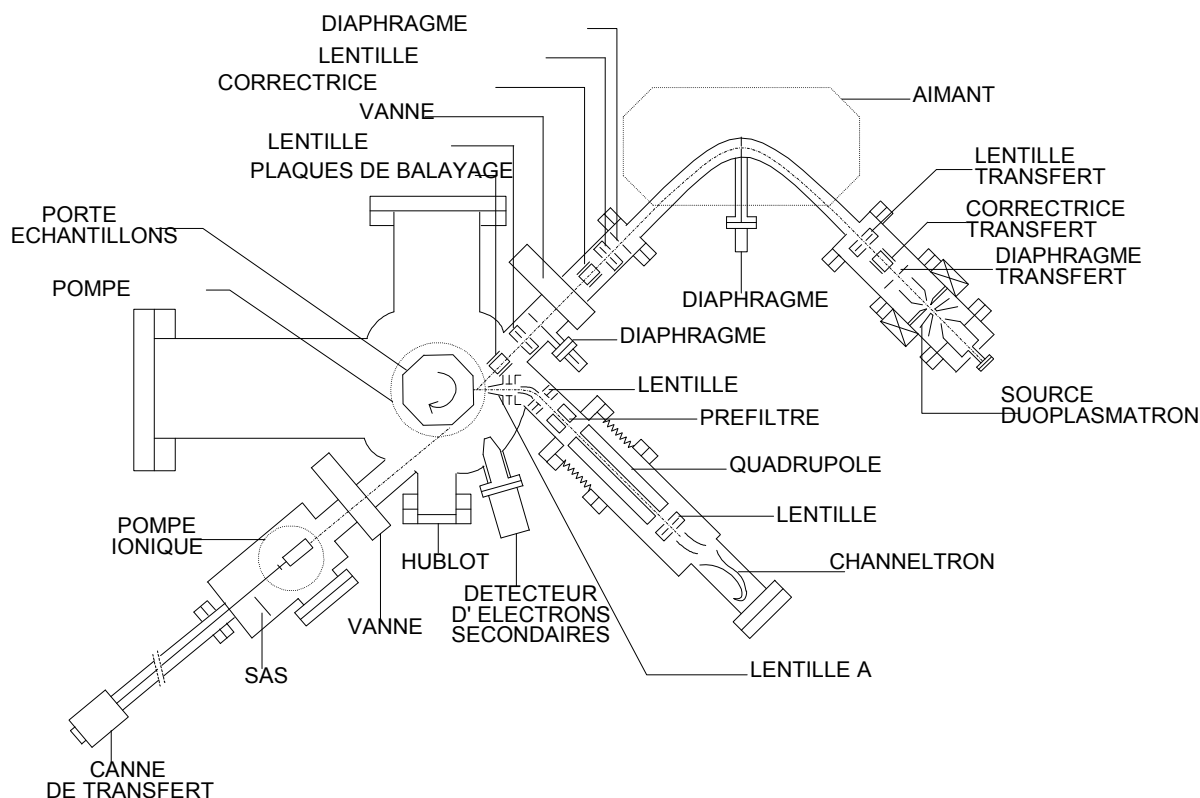 DIAPHRAGME
LENTILLE
CORRECTRICE
VANNE
LENTILLE
PLAQUES DE BALAYAGE
PORTE
ECHANTILLONS
POMPE
AIMANT
LENTILLE
TRANSFERT
CORRECTRICE
TRANSFERT
DIAPHRAGME
TRANSFERT
DIAPHRAGME
DIAPHRAGME
LENTILLE
PREFILTRE
SOURCE
DUOPLASMATRON
QUADRUPOLE
LENTILLE
CHANNELTRON
POMPE
IONIQUE
HUBLOT
DETECTEUR
D' ELECTRONS
SECONDAIRES
VANNE
SAS
LENTILLE A
CANNE
DE TRANSFERT